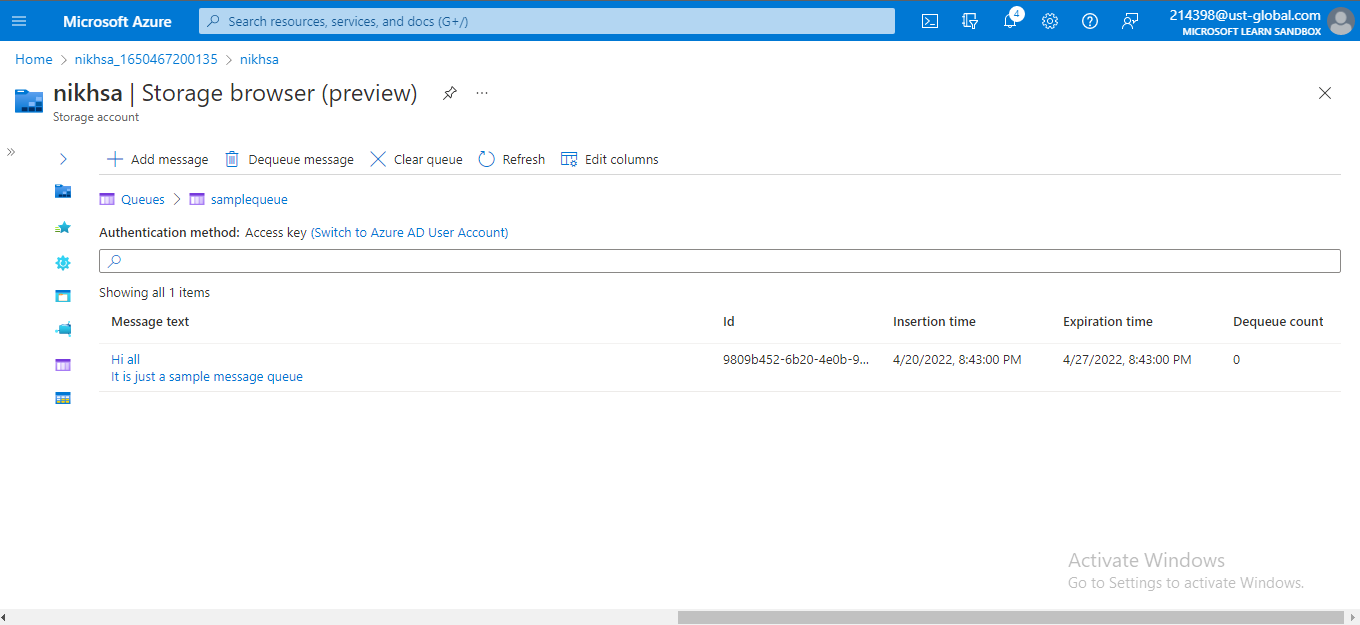 Microsoft Azure
Search resources, services, and docs (G+/)
4
214398@ust-global.com
MICROSOFT LEARN SANDBOX
Home > nikhsa_1650467200135 > nikhsa
nikhsa | Storage browser (preview) ...
Storage account
Add message Dequeue message Clear queue Refresh Edit columns
Queues > samplequeue
Authentication method: Access key (Switch to Azure AD User Account)
Showing all 1 items
Message text Id Insertion time Expiration time Dequeue count
Hi all 9809b452-6b20-4e0b-9... 4/20/2022, 8:43:00 PM 4/27/2022, 8:43:00 PM 0
It is just a sample message queue
Activate Windows
Go to Settings to activate Windows.